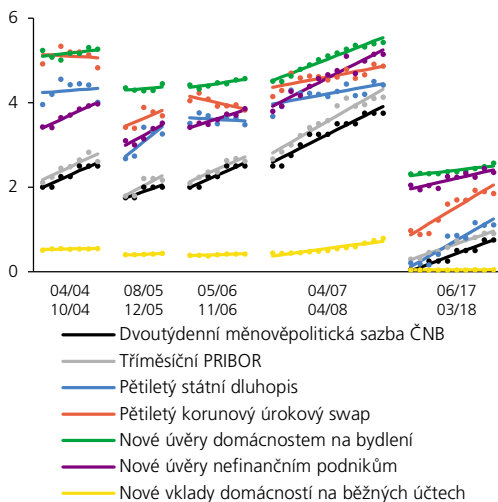 6
4
2
0
04/04 08/05 05/06 04/07 06/17
10/04 12/05 11/06 04/08 03/18
Dvoutýdenní měnověpolitická sazba ČNB
Tříměsíční PRIBOR
Pětiletý státní dluhopis
Pětiletý korunový úrokový swap
Nové úvěry domácnostem na bydlení
Nové úvěry nefinančním podnikům
Nové vklady domácností na běžných účtech